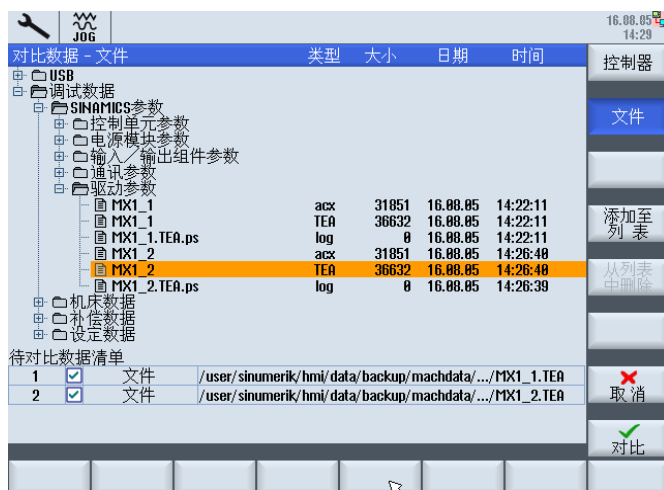 JOG
16.08.05
14:29
对比数据 - 文件 类型 大小 日期 时间
USB
调试数据
SINAMICS参数
控制单元参数
电源模块参数
输入／输出组件参数
通讯参数
驱动参数
MX1_1 acx 31851 16.08.05 14:22:11
MX1_1 TEA 36632 16.08.05 14:22:11
MX1_1.TEA.ps log 0 16.08.05 14:22:11
MX1_2 acx 31851 16.08.05 14:26:40
MX1_2 TEA 36632 16.08.05 14:26:40
MX1_2.TEA.ps log 0 16.08.05 14:26:39
机床数据
补偿数据
设定数据
待对比数据清单
1 文件 /user/sinumerik/hmi/data/backup/machdata/.../MX1_1.TEA
2 文件 /user/sinumerik/hmi/data/backup/machdata/.../MX1_2.TEA
控制器
文件
添加至
列 表
从列表
中删除
取消
对比